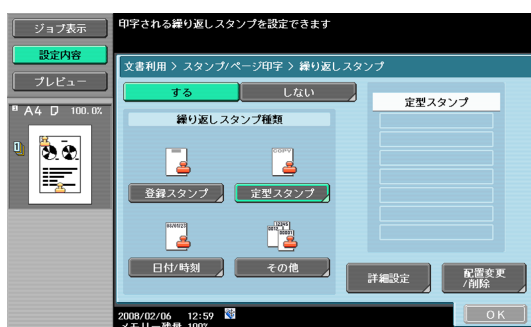 ジョブ表示
印字される繰り返しスタンプを設定できます
設定内容
プレビュー
文書利用 > スタンプ/ページ印字 > 繰り返しスタンプ
する
しない
定型スタンプ
A4 100.0%
繰り返しスタンプ種類
1
COPY
登録スタンプ
定型スタンプ
日付/時刻
その他
詳細設定
配置変更
/削除
2008/02/06 12:59
メモリー残量 100%
OK